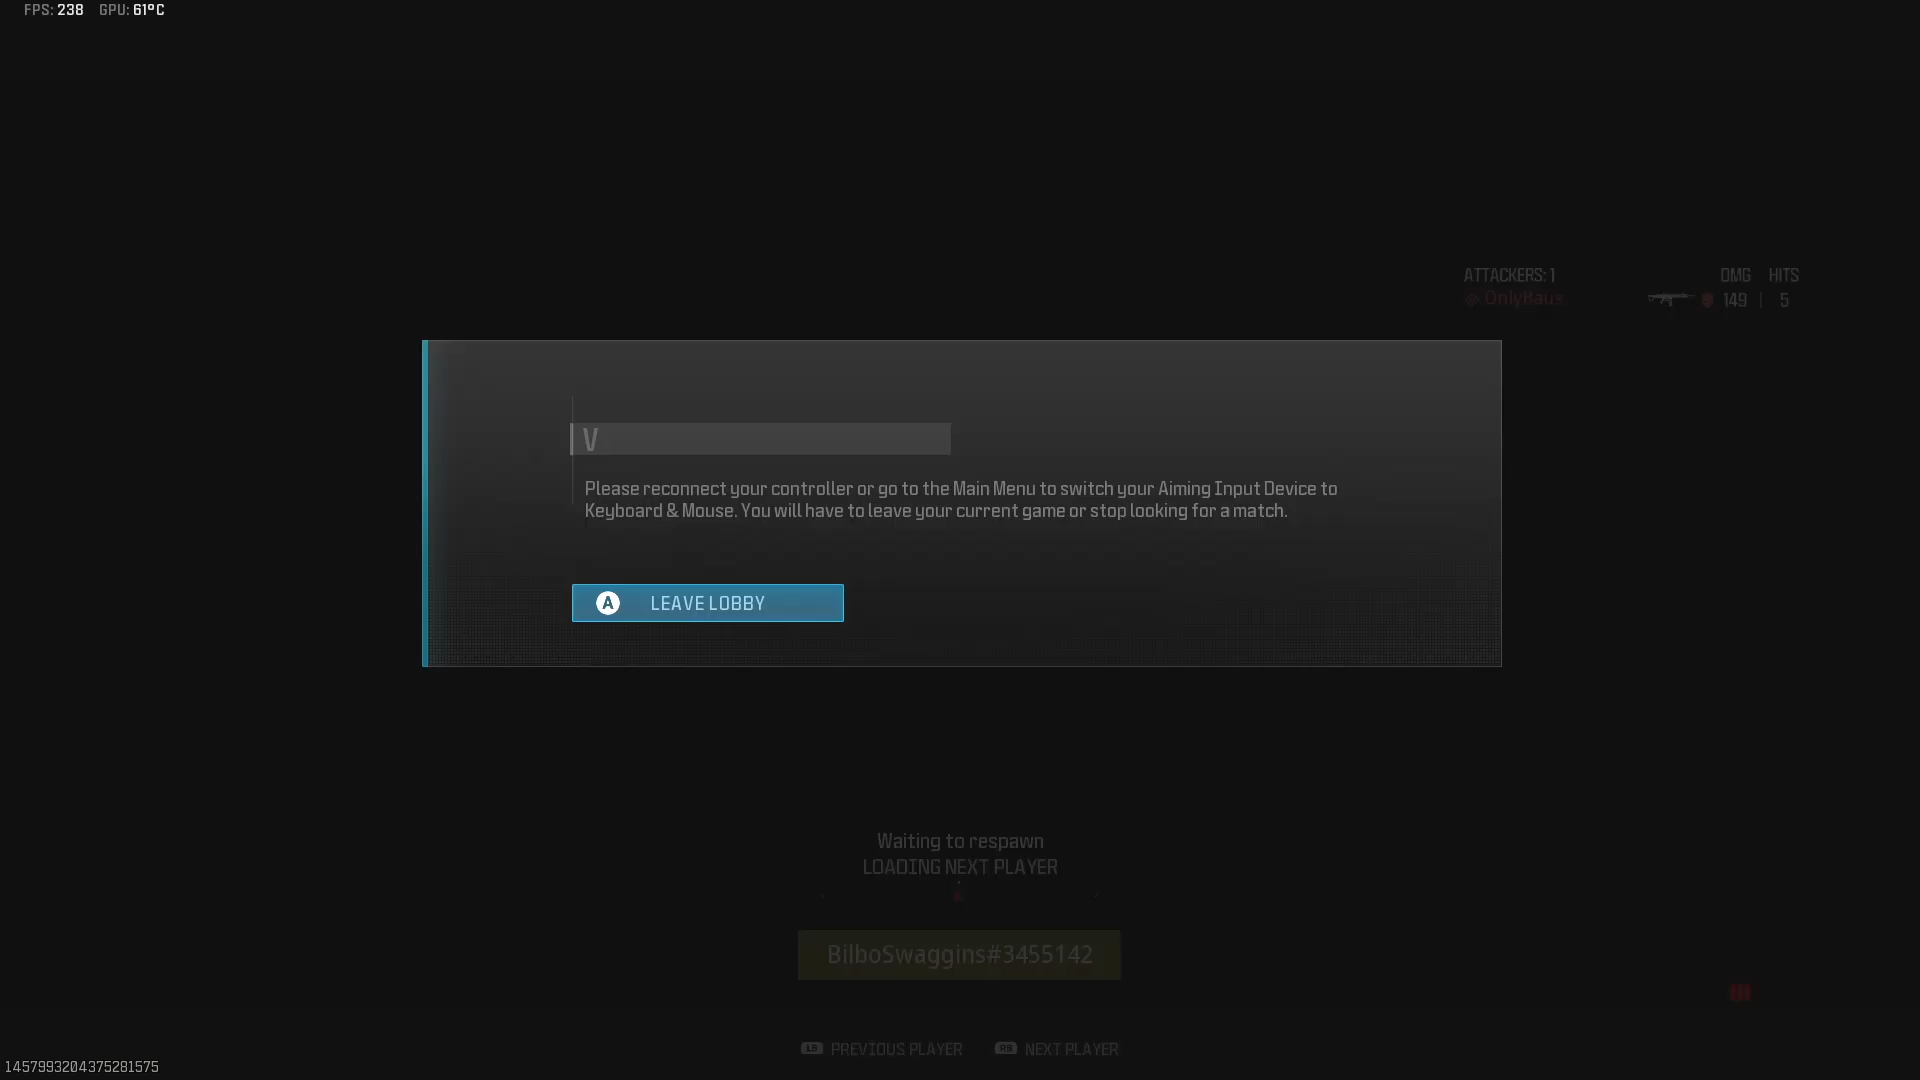 FPS: 238 GPU: 61°C
ATTACKERS: 1 DMG HITS
OnlyHaus 149 | 5
V
Please reconnect your controller or go to the Main Menu to switch your Aiming Input Device to
Keyboard & Mouse. You will have to leave your current game or stop looking for a match.
A LEAVE LOBBY
Waiting to respawn
LOADING NEXT PLAYER
BilboSwaggins#3455142
LB PREVIOUS PLAYER RB NEXT PLAYER
1457993204375281575